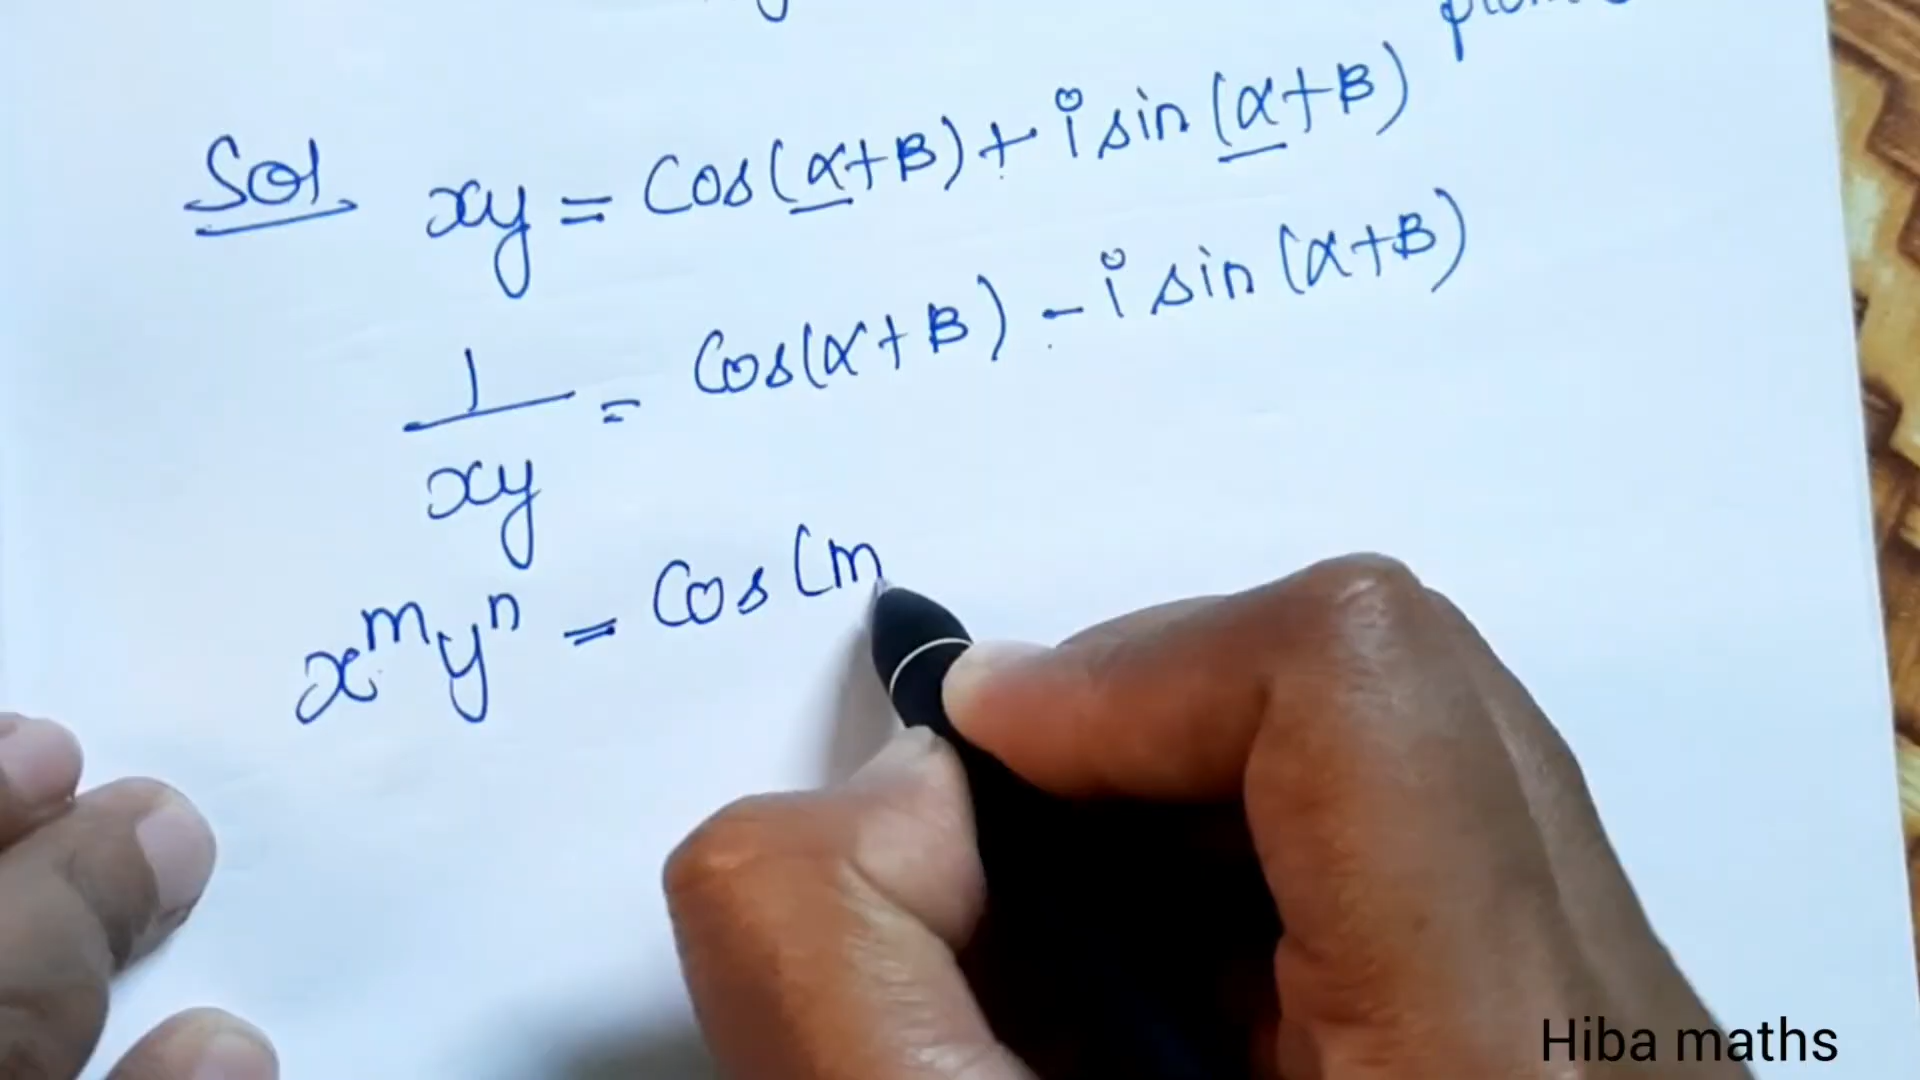 Sol xy = Cos(α+β) + i sin (α+β)
1/xy = Cos(α+β) - i sin (α+β)
x^m y^n = Cos (m
Hiba maths